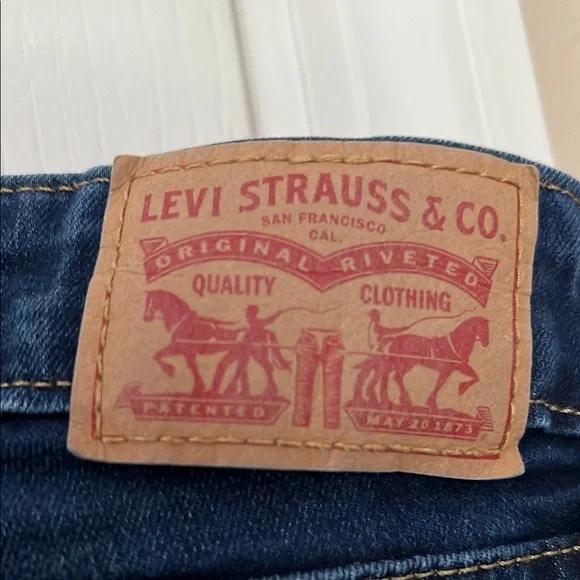 LEVI STRAUSS & CO.
SAN FRANCISCO
CAL.
ORIGINAL RIVETED
QUALITY CLOTHING
PATENTED MAY 20 1873